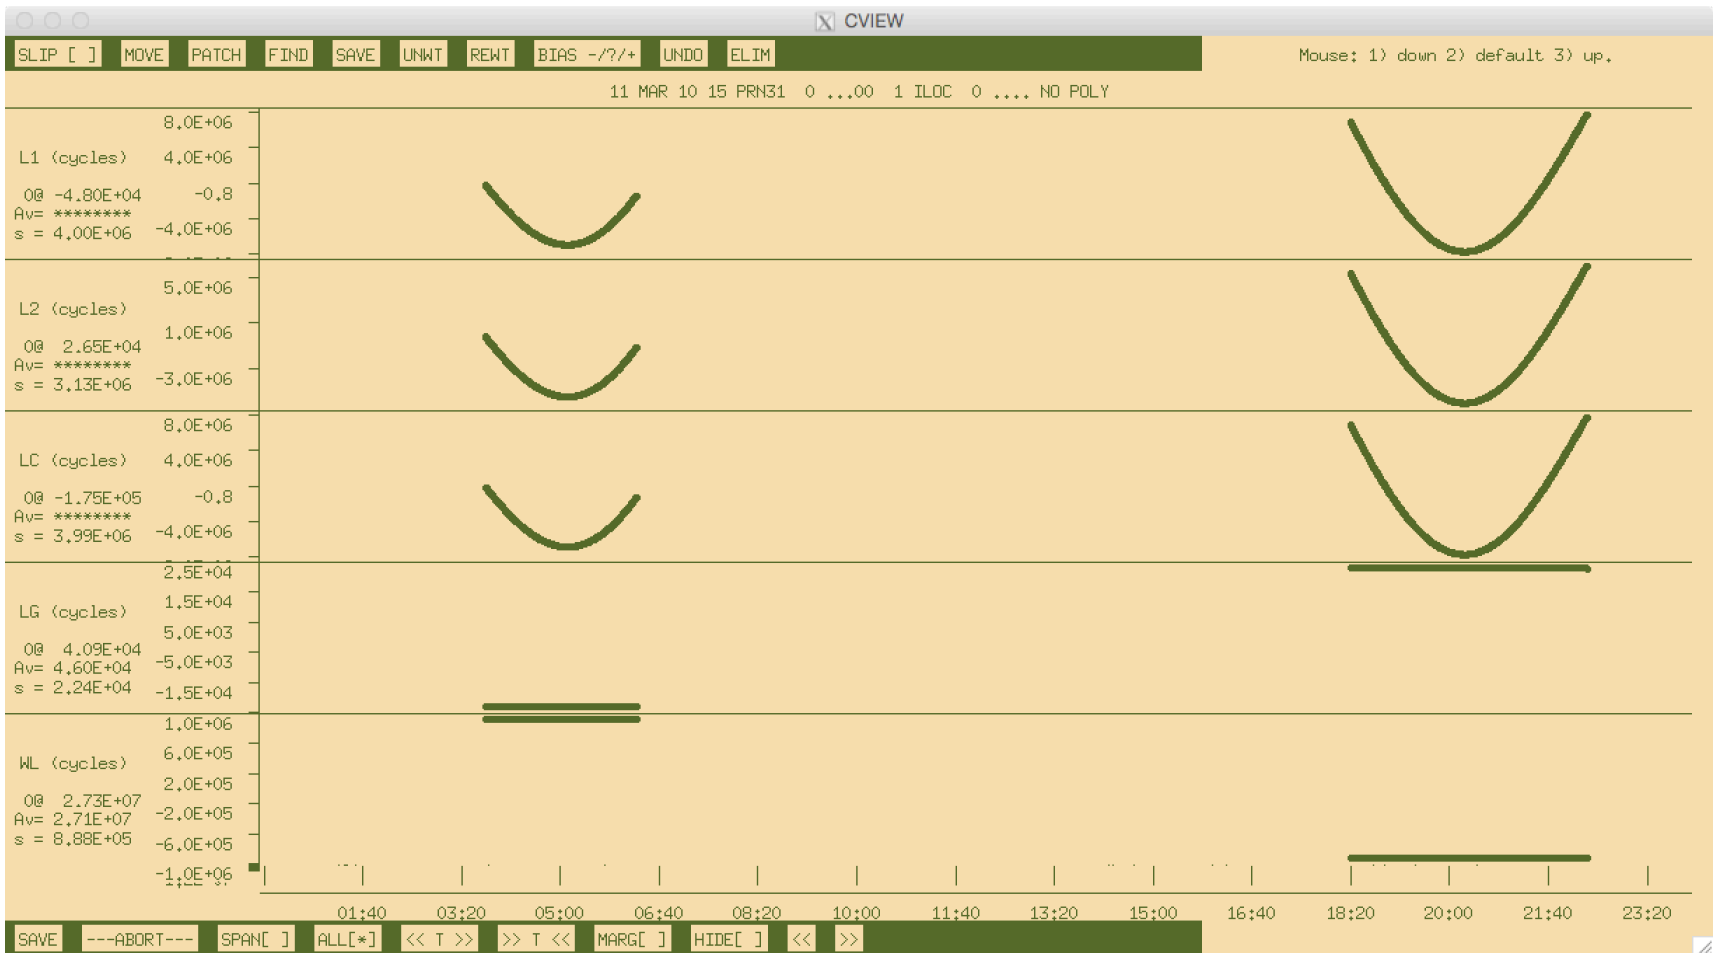 CVIEW
SLIP [ ] MOVE PATCH FIND SAVE UNWT REWT BIAS -/?/+ UNDO ELIM Mouse: 1) down 2) default 3) up.
11 MAR 10 15 PRN31 0 ...00 1 ILOC 0 .... NO POLY
8.0E+06
L1 (cycles) 4.0E+06
0@ -4.80E+04 -0.8
Av= ********
s = 4.00E+06 -4.0E+06
5.0E+06
L2 (cycles)
1.0E+06
0@ 2.65E+04
Av= ********
s = 3.13E+06 -3.0E+06
8.0E+06
LC (cycles) 4.0E+06
0@ -1.75E+05 -0.8
Av= ********
s = 3.99E+06 -4.0E+06
2.5E+04
1.5E+04
LG (cycles)
5.0E+03
0@ 4.09E+04
Av= 4.60E+04 -5.0E+03
s = 2.24E+04 -1.5E+04
1.0E+06
6.0E+05
WL (cycles)
2.0E+05
0@ 2.73E+07
Av= 2.71E+07 -2.0E+05
s = 8.88E+05 -6.0E+05
-1.0E+06
01:40 03:20 05:00 06:40 08:20 10:00 11:40 13:20 15:00 16:40 18:20 20:00 21:40 23:20
SAVE ---ABORT--- SPAN[ ] ALL[*] << T >> >> T << MARG[ ] HIDE[ ] << >>